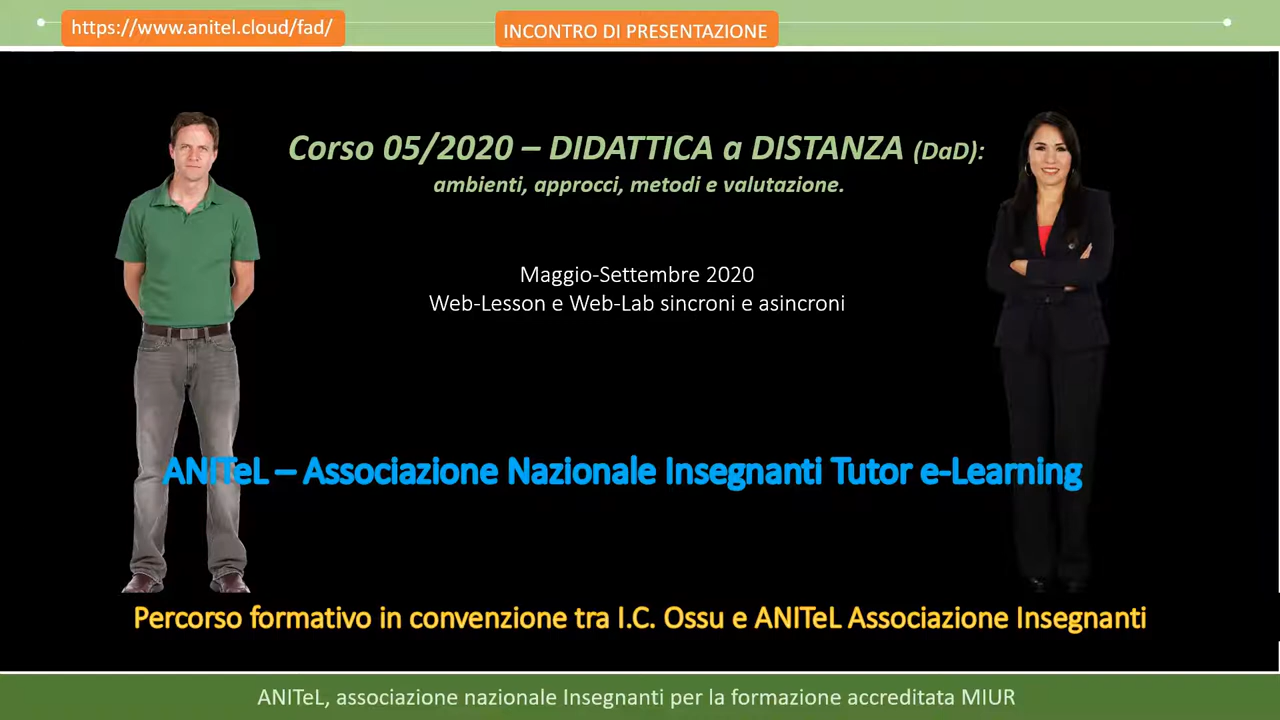 https://www.anitel.cloud/fad/
INCONTRO DI PRESENTAZIONE
Corso 05/2020 – DIDATTICA a DISTANZA (DaD):
ambienti, approcci, metodi e valutazione.
Maggio-Settembre 2020
Web-Lesson e Web-Lab sincroni e asincroni
ANITeL – Associazione Nazionale Insegnanti Tutor e-Learning
Percorso formativo in convenzione tra I.C. Ossu e ANITeL Associazione Insegnanti
ANITeL, associazione nazionale Insegnanti per la formazione accreditata MIUR